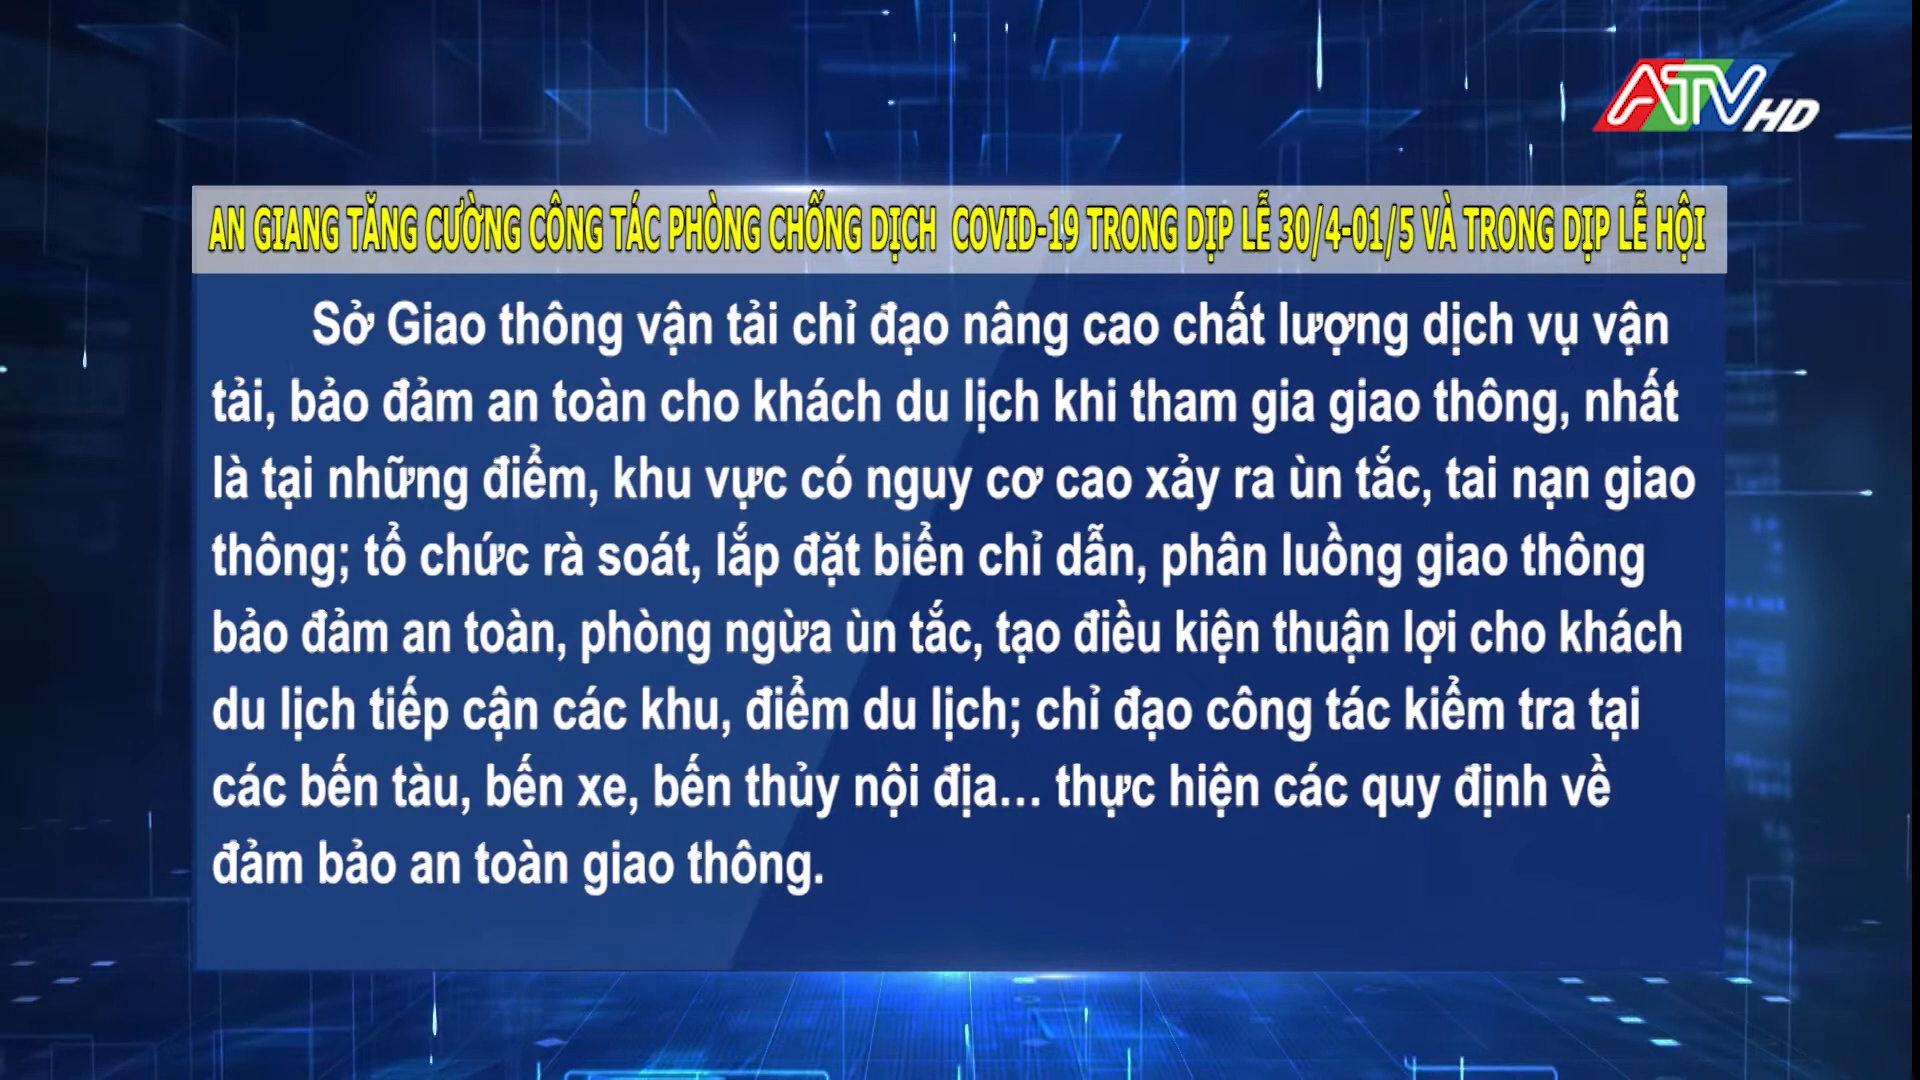 ATV HD
AN GIANG TĂNG CƯỜNG CÔNG TÁC PHÒNG CHỐNG DỊCH COVID-19 TRONG DỊP LỄ 30/4-01/5 VÀ TRONG DỊP LỄ HỘI
Sở Giao thông vận tải chỉ đạo nâng cao chất lượng dịch vụ vận
tải, bảo đảm an toàn cho khách du lịch khi tham gia giao thông, nhất
là tại những điểm, khu vực có nguy cơ cao xảy ra ùn tắc, tai nạn giao
thông; tổ chức rà soát, lắp đặt biển chỉ dẫn, phân luồng giao thông
bảo đảm an toàn, phòng ngừa ùn tắc, tạo điều kiện thuận lợi cho khách
du lịch tiếp cận các khu, điểm du lịch; chỉ đạo công tác kiểm tra tại
các bến tàu, bến xe, bến thủy nội địa... thực hiện các quy định về
đảm bảo an toàn giao thông.